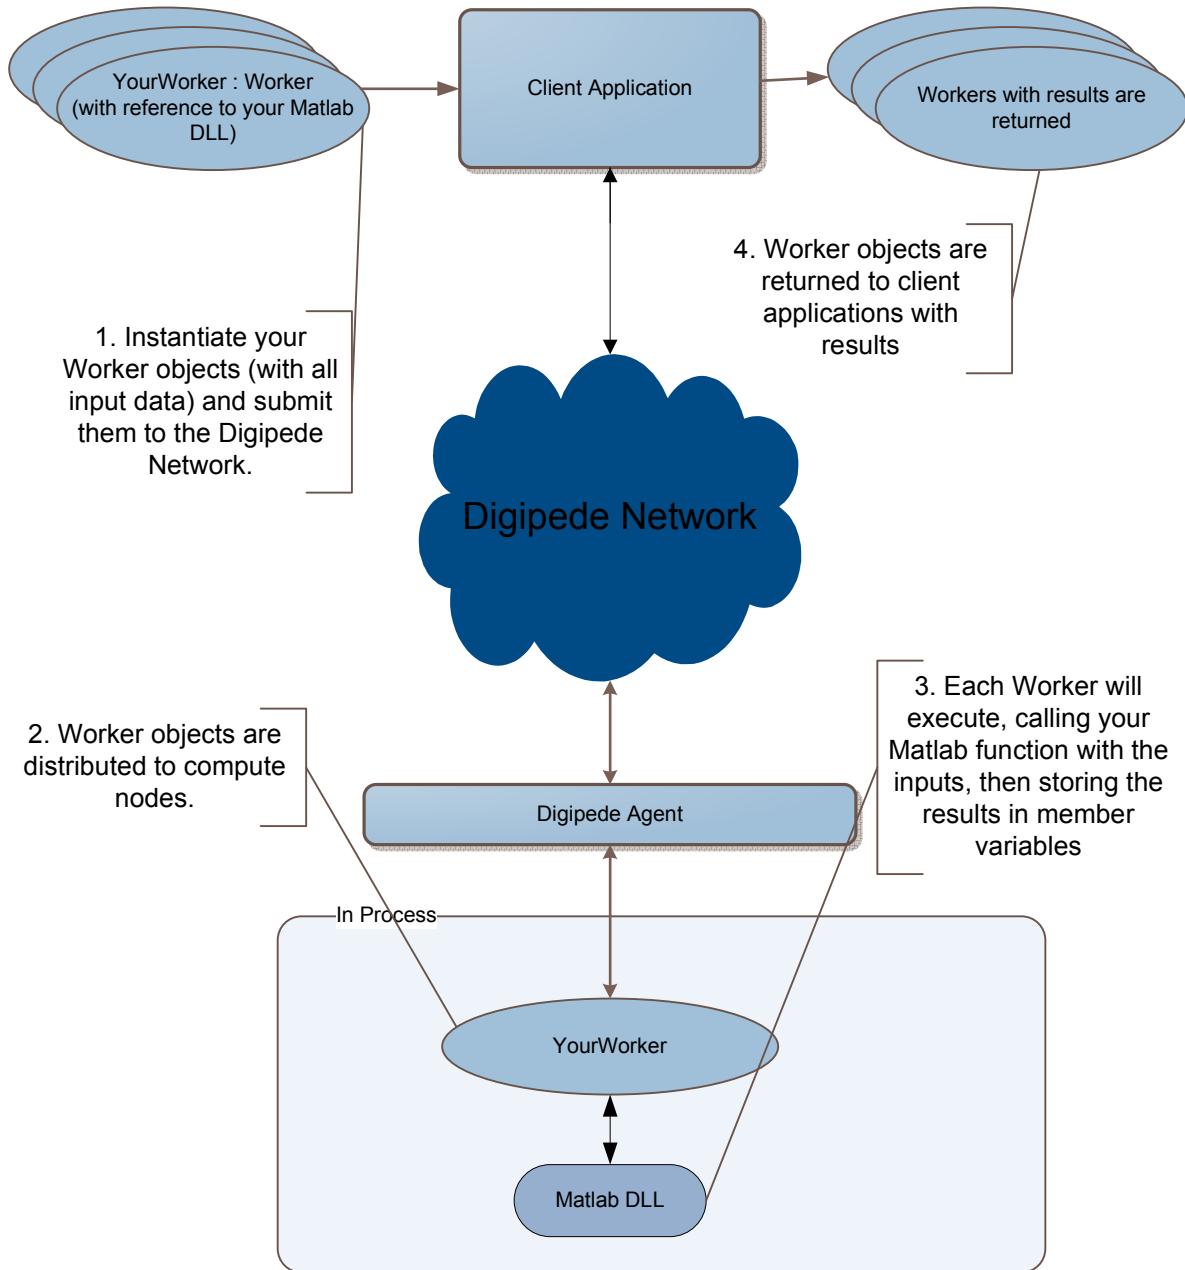 YourWorker : Worker
(with reference to your Matlab
DLL)
Client Application
Workers with results are
returned
1. Instantiate your
Worker objects (with all
input data) and submit
them to the Digipede
Network.
4. Worker objects are
returned to client
applications with
results
Digipede Network
2. Worker objects are
distributed to compute
nodes.
3. Each Worker will
execute, calling your
Matlab function with the
inputs, then storing the
results in member
variables
Digipede Agent
In Process
YourWorker
Matlab DLL